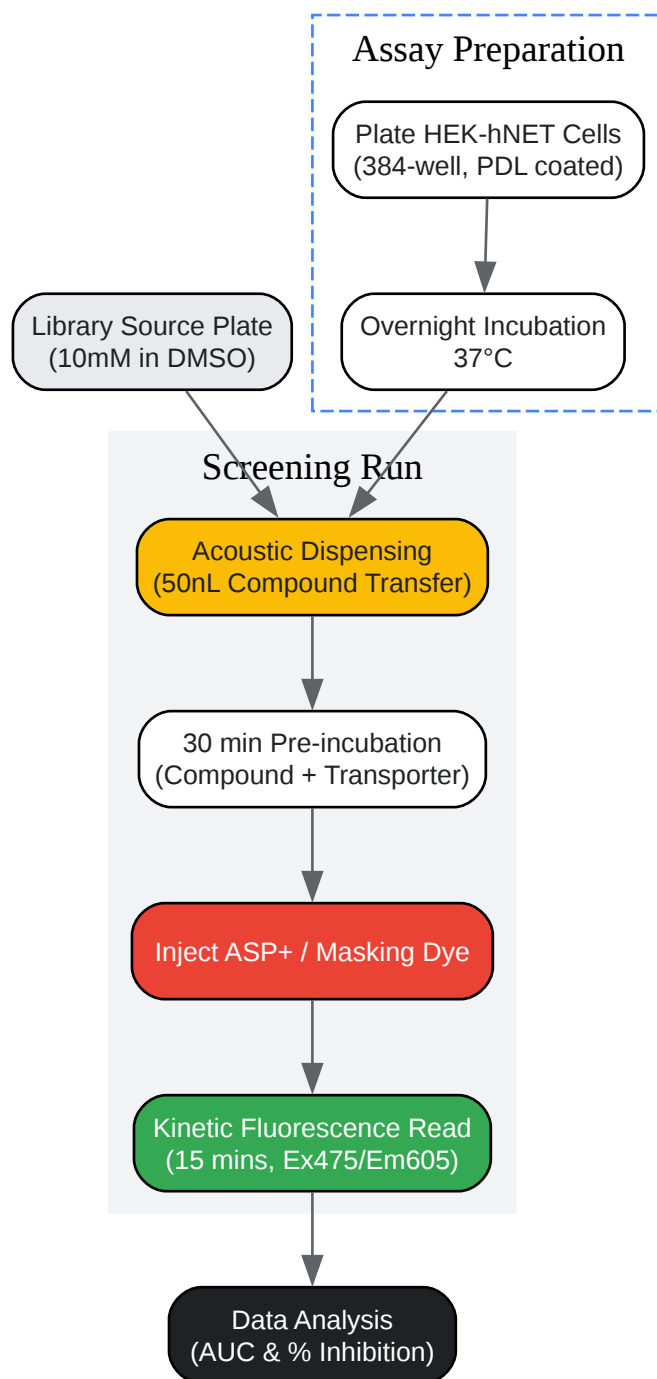 Assay Preparation
Plate HEK-hNET Cells
(384-well, PDL coated)
Library Source Plate
(10mM in DMSO)
Overnight Incubation
37°C
Screening Run
Acoustic Dispensing
(50nL Compound Transfer)
30 min Pre-incubation
(Compound + Transporter)
Inject ASP+ / Masking Dye
Kinetic Fluorescence Read
(15 mins, Ex475/Em605)
Data Analysis
(AUC & % Inhibition)